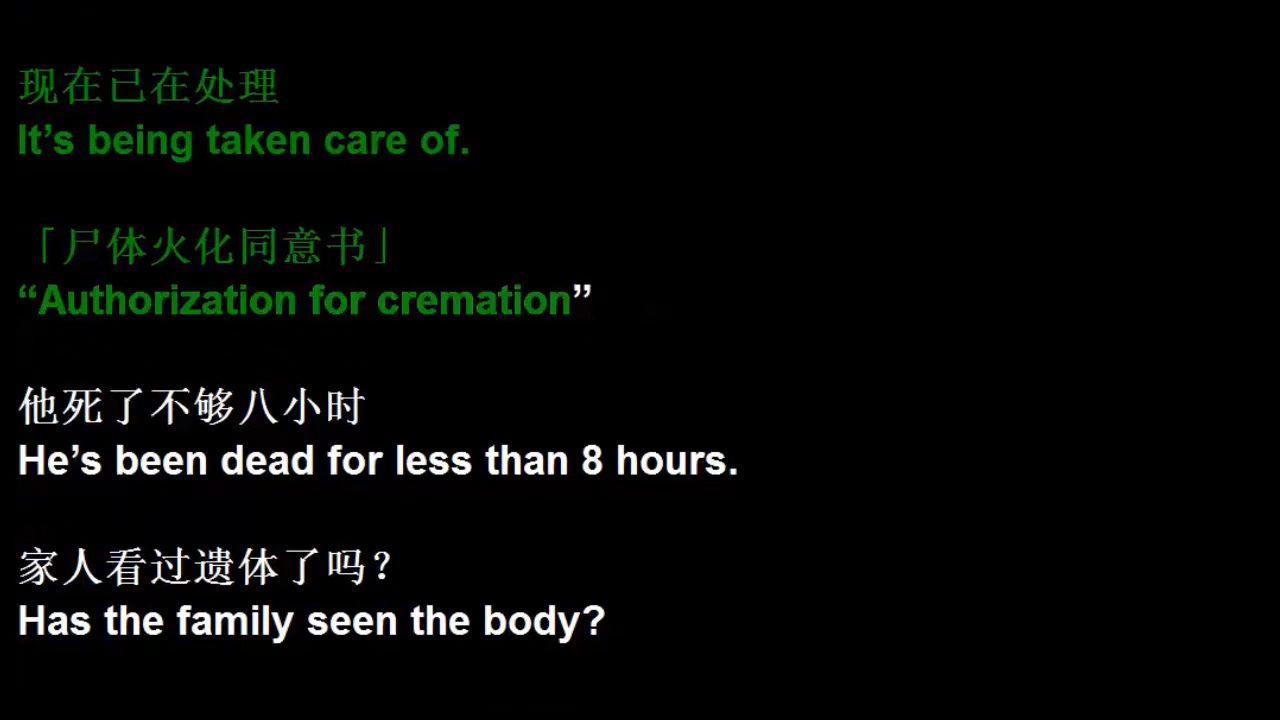 现在已在处理
It’s being taken care of.
「尸体火化同意书」
“Authorization for cremation”
他死了不够八小时
He’s been dead for less than 8 hours.
家人看过遗体了吗？
Has the family seen the body?